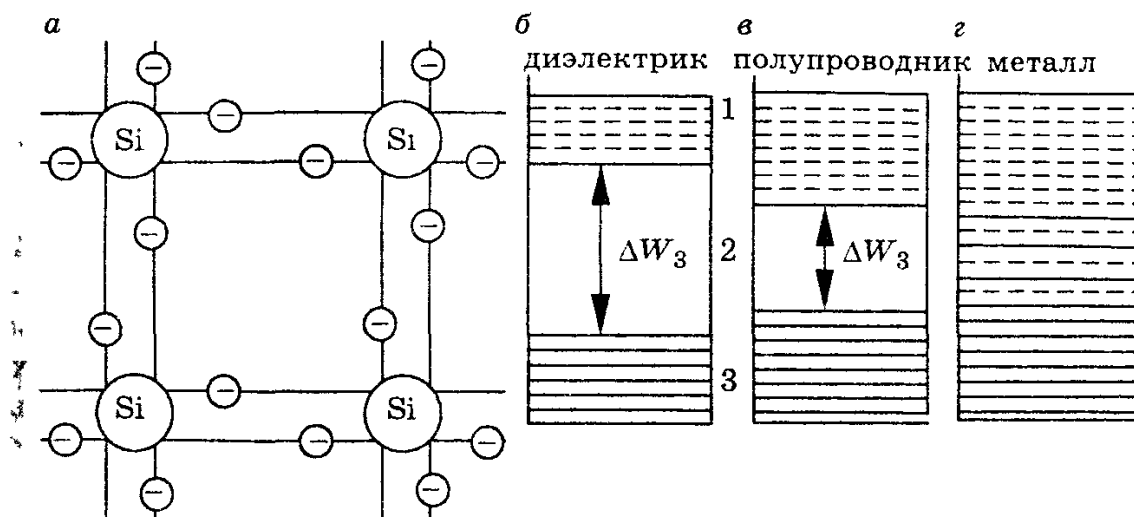 а
б
в
г
диэлектрик полупроводник металл
1
Si
Si
2
ΔW₃
ΔW₃
Si
Si
3